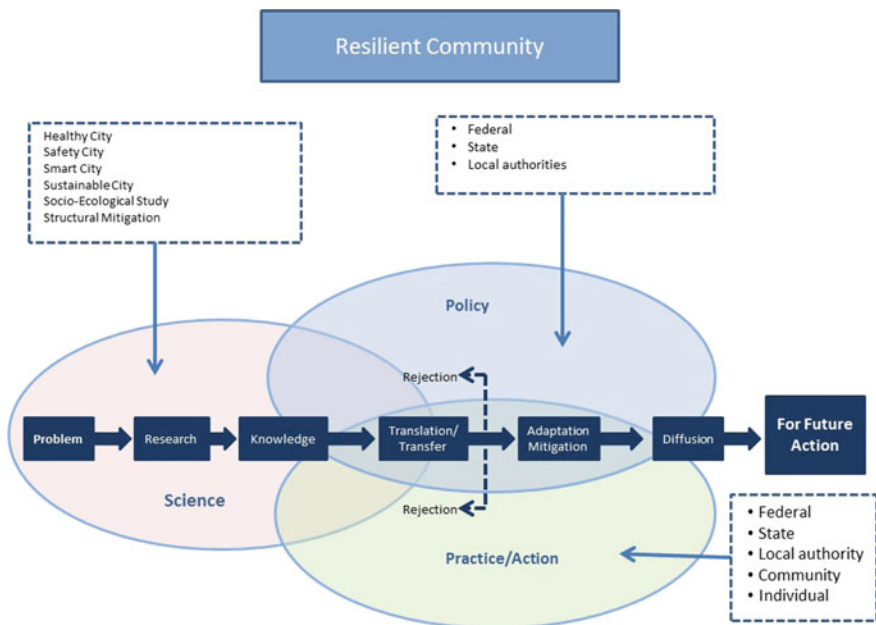 Resilient Community
Healthy City
Safety City
Smart City
Sustainable City
Socio-Ecological Study
Structural Mitigation
• Federal
• State
• Local authorities
Policy
Rejection
Problem
Research
Knowledge
Translation/
Transfer
Adaptation
Mitigation
Diffusion
For Future
Action
Science
Rejection
Practice/Action
• Federal
• State
• Local authority
• Community
• Individual